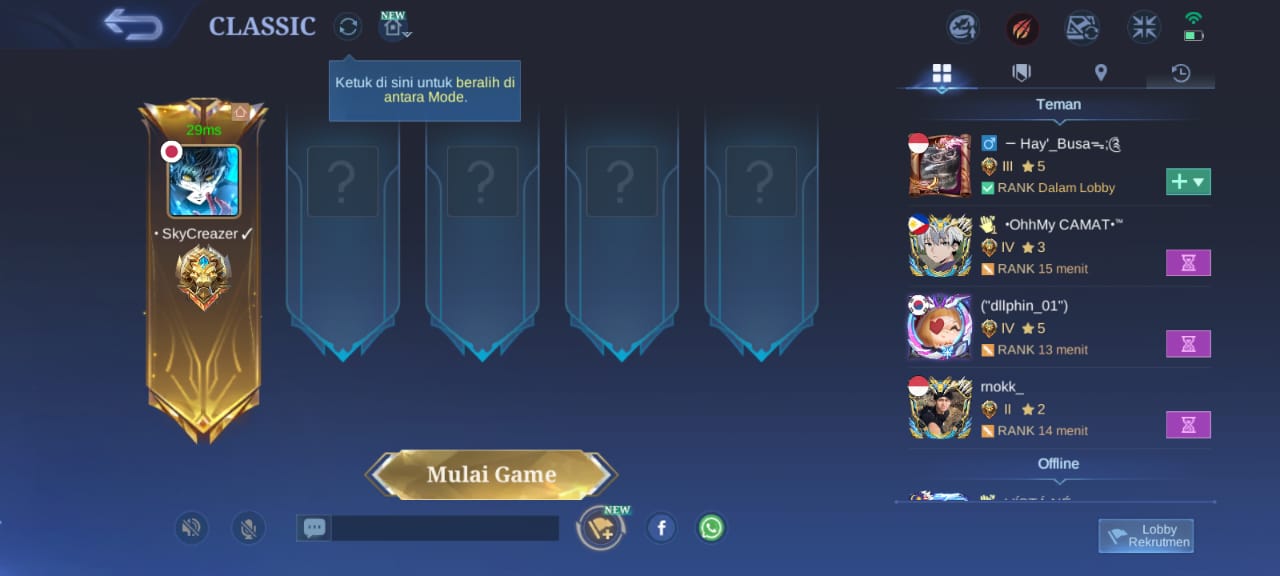 CLASSIC
NEW
Ketuk di sini untuk beralih di
antara Mode.
29ms
• SkyCreazer ✓
?
?
?
?
Mulai Game
NEW
Teman
III ★ 5
RANK Dalam Lobby
•OhhMy CAMAT•™
IV ★ 3
RANK 15 menit
("dllphin_01")
IV ★ 5
RANK 13 menit
rnokk_
II ★ 2
RANK 14 menit
Offline
Lobby
Rekrutmen